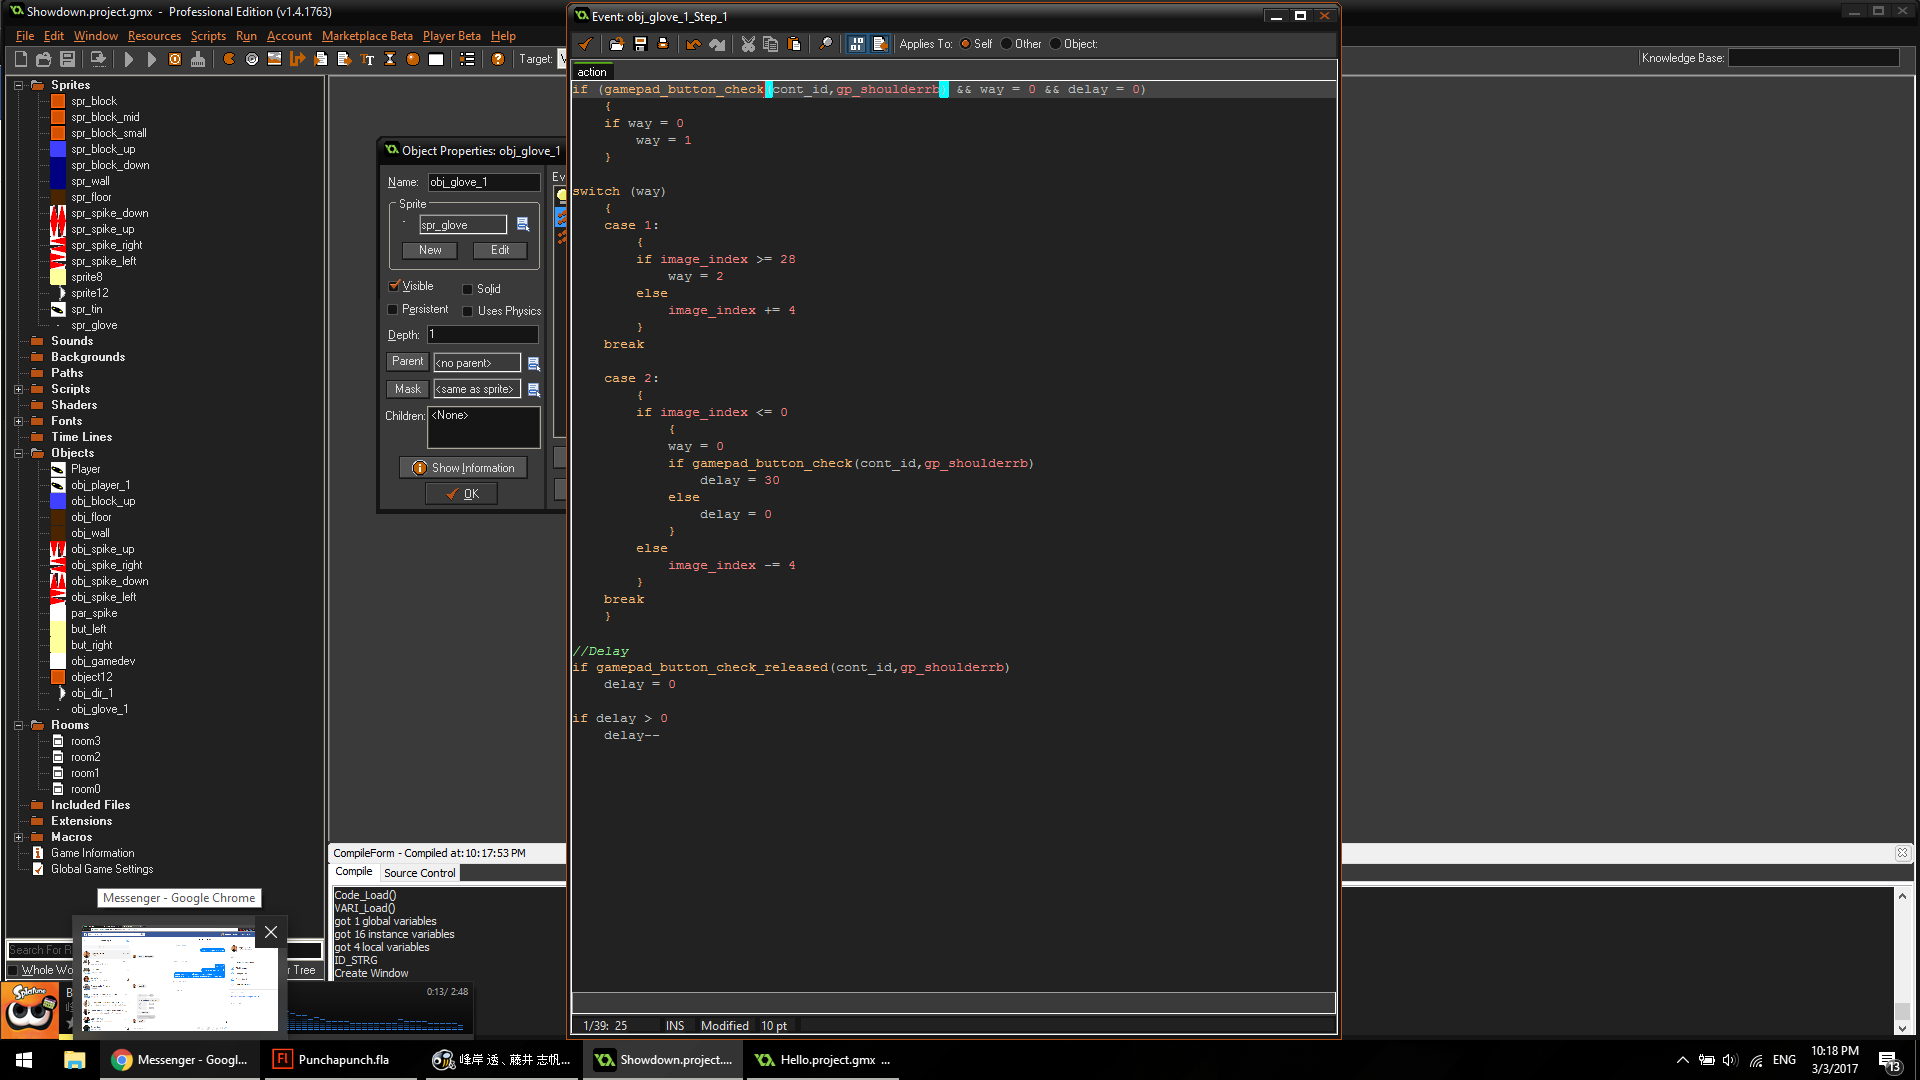 Showdown.project.gmx - Professional Edition (v1.4.1763)
File Edit Window Resources Scripts Run Account Marketplace Beta Player Beta Help
Target:
Knowledge Base:
Sprites
spr_block
spr_block_mid
spr_block_small
spr_block_up
spr_block_down
spr_wall
spr_floor
spr_spike_down
spr_spike_up
spr_spike_right
spr_spike_left
sprite8
sprite12
spr_tin
spr_glove
Sounds
Backgrounds
Paths
Scripts
Shaders
Fonts
Time Lines
Objects
Player
obj_player_1
obj_block_up
obj_floor
obj_wall
obj_spike_up
obj_spike_right
obj_spike_down
obj_spike_left
par_spike
but_left
but_right
obj_gamedev
object12
obj_dir_1
obj_glove_1
Rooms
room3
room2
room1
room0
Included Files
Extensions
Macros
Game Information
Global Game Settings
Messenger - Google Chrome
Search For
Whole Wo
r Tree
Splatune
0:13/ 2:48
Object Properties: obj_glove_1
Name: obj_glove_1
Sprite
spr_glove
New Edit
Visible Solid
Persistent Uses Physics
Depth: 1
Parent <no parent>
Mask <same as sprite>
Children: <None>
Show Information
OK
Ev
Event: obj_glove_1_Step_1
Applies To: Self Other Object:
action
if (gamepad_button_check(cont_id,gp_shoulderrb) && way = 0 && delay = 0)
{
if way = 0
way = 1
}
switch (way)
{
case 1:
{
if image_index >= 28
way = 2
else
image_index += 4
}
break
case 2:
{
if image_index <= 0
{
way = 0
if gamepad_button_check(cont_id,gp_shoulderrb)
delay = 30
else
delay = 0
}
else
image_index -= 4
}
break
}
//Delay
if gamepad_button_check_released(cont_id,gp_shoulderrb)
delay = 0
if delay > 0
delay--
1/39: 25 INS Modified 10 pt
CompileForm - Compiled at:10:17:53 PM
Compile Source Control
Code_Load()
VARI_Load()
got 1 global variables
got 16 instance variables
got 4 local variables
ID_STRG
Create Window
Messenger - Googl...
Punchapunch.fla
峰岸 透、藤井 志帆...
Showdown.project....
Hello.project.gmx ...
ENG
10:18 PM
3/3/2017
13